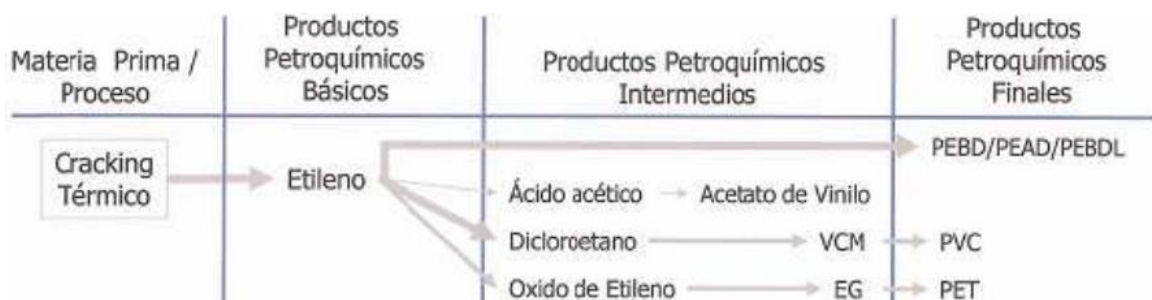 Materia Prima /
Proceso
Productos
Petroquímicos
Básicos
Productos Petroquímicos
Intermedios
Productos
Petroquímicos
Finales
Cracking
Térmico
Etileno
PEBD/PEAD/PEBDL
Ácido acético
Acetato de Vinilo
Dicloroetano
VCM
PVC
Oxido de Etileno
EG
PET